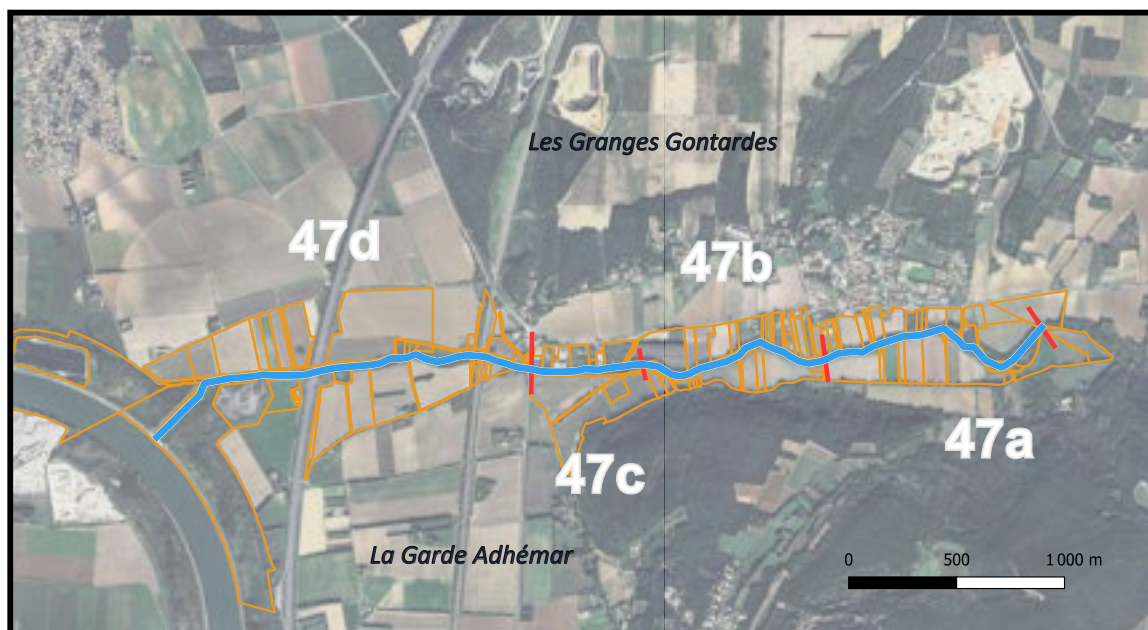 Les Granges Gontardes
47d
47b
47a
47c
La Garde Adhémar
0 500 1 000 m